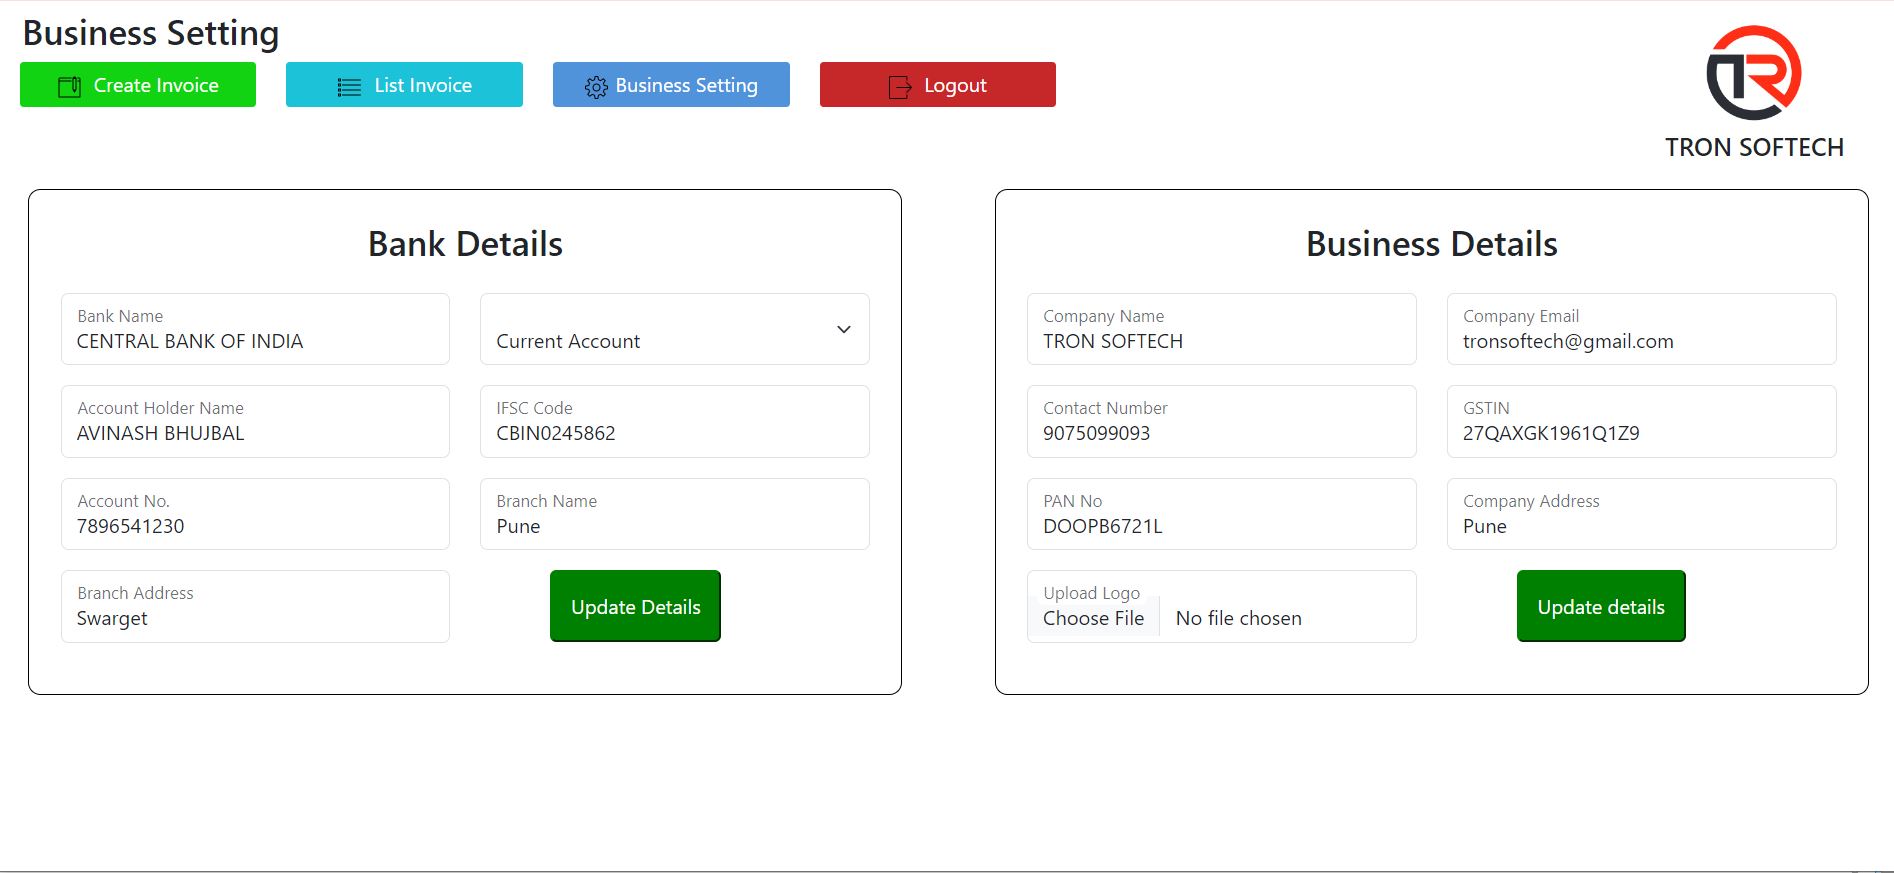 Business Setting
Create Invoice
List Invoice
Business Setting
Logout
TR
TRON SOFTECH
Bank Details
Bank Name
CENTRAL BANK OF INDIA
Current Account
Account Holder Name
AVINASH BHUJBAL
IFSC Code
CBIN0245862
Account No.
7896541230
Branch Name
Pune
Branch Address
Swarget
Update Details
Business Details
Company Name
TRON SOFTECH
Company Email
tronsoftech@gmail.com
Contact Number
9075099093
GSTIN
27QAXGK1961Q1Z9
PAN No
DOOPB6721L
Company Address
Pune
Upload Logo
Choose File No file chosen
Update details